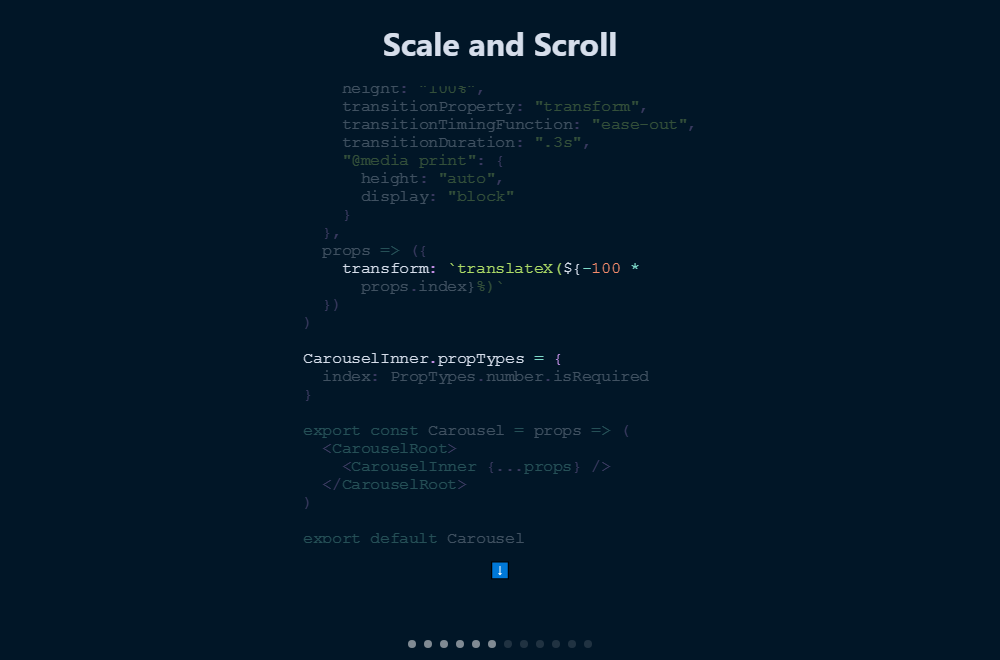 Scale and Scroll
height: "100%",
transitionProperty: "transform",
transitionTimingFunction: "ease-out",
transitionDuration: ".3s",
"@media print": {
height: "auto",
display: "block"
}
},
props => ({
transform: `translateX(${-100 *
props.index}%)`
})
)
CarouselInner.propTypes = {
index: PropTypes.number.isRequired
}
export const Carousel = props => (
<CarouselRoot>
<CarouselInner {...props} />
</CarouselRoot>
)
export default Carousel
↓